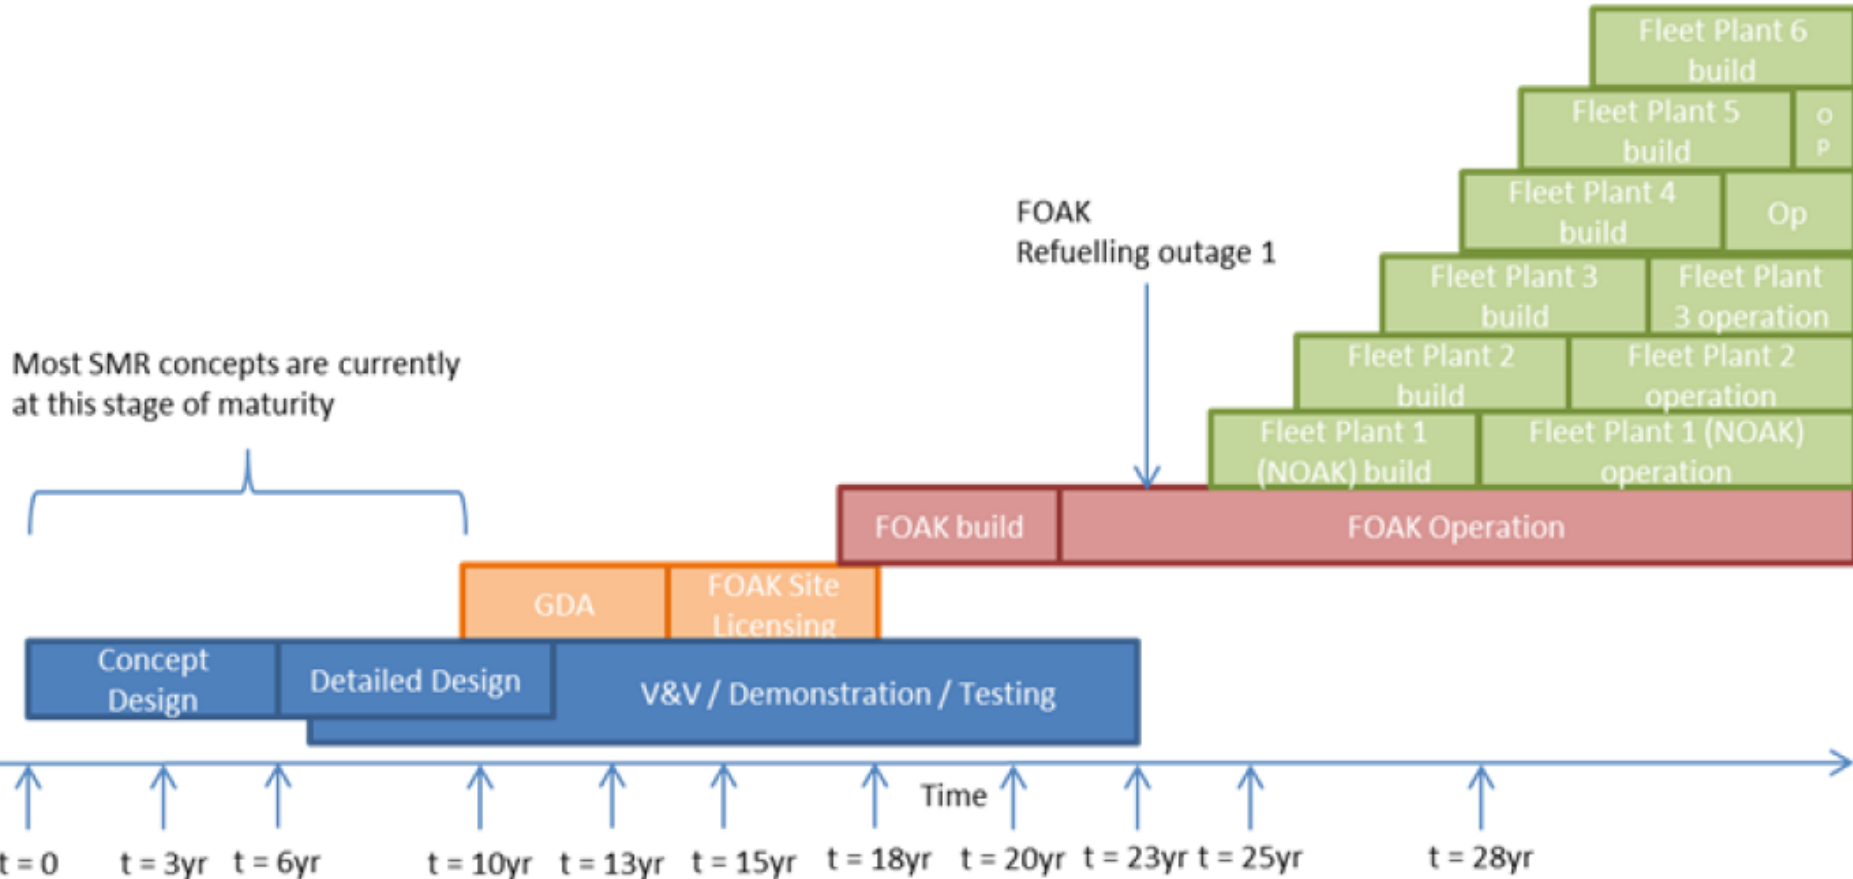 Fleet Plant 6
build
Fleet Plant 5
build
O
p
Fleet Plant 4
build
Op
FOAK
Refuelling outage 1
Fleet Plant 3
build
Fleet Plant
3 operation
Most SMR concepts are currently
at this stage of maturity
Fleet Plant 2
build
Fleet Plant 2
operation
Fleet Plant 1
(NOAK) build
Fleet Plant 1 (NOAK)
operation
FOAK build
FOAK Operation
GDA
FOAK Site
Licensing
Concept
Design
Detailed Design
V&V / Demonstration / Testing
Time
t = 0
t = 3yr
t = 6yr
t = 10yr
t = 13yr
t = 15yr
t = 18yr
t = 20yr
t = 23yr
t = 25yr
t = 28yr